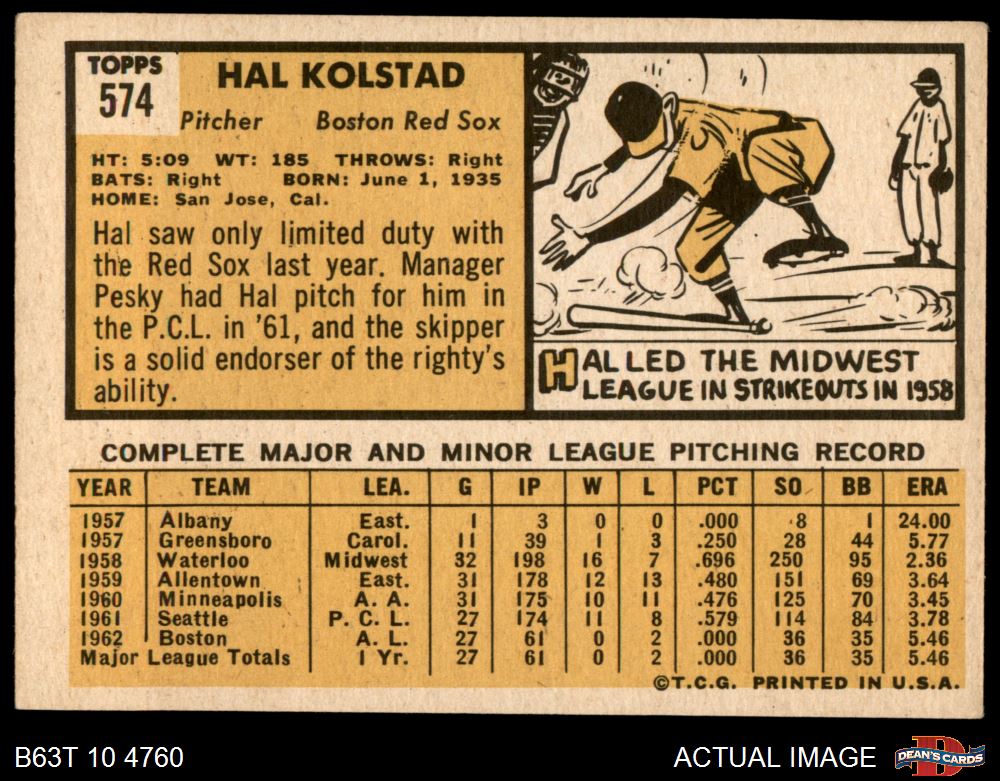 TOPPS
574
HAL KOLSTAD
Pitcher Boston Red Sox
HT: 5:09 WT: 185 THROWS: Right
BATS: Right BORN: June 1, 1935
HOME: San Jose, Cal.
Hal saw only limited duty with
the Red Sox last year. Manager
Pesky had Hal pitch for him in
the P.C.L. in '61, and the skipper
is a solid endorser of the righty's
ability.
HAL LED THE MIDWEST
LEAGUE IN STRIKEOUTS IN 1958
COMPLETE MAJOR AND MINOR LEAGUE PITCHING RECORD
YEAR TEAM LEA. G IP W L PCT SO BB ERA
1957 Albany East. 1 3 0 0 .000 8 1 24.00
1957 Greensboro Carol. 11 39 1 3 .250 28 44 5.77
1958 Waterloo Midwest 32 198 16 7 .696 250 95 2.36
1959 Allentown East. 31 178 12 13 .480 151 69 3.64
1960 Minneapolis A. A. 31 175 10 11 .476 125 70 3.45
1961 Seattle P. C. L. 27 174 11 8 .579 114 84 3.78
1962 Boston A. L. 27 61 0 2 .000 36 35 5.46
Major League Totals 1 Yr. 27 61 0 2 .000 36 35 5.46
©T.C.G. PRINTED IN U.S.A.
B63T 10 4760
ACTUAL IMAGE
DEAN'S CARDS